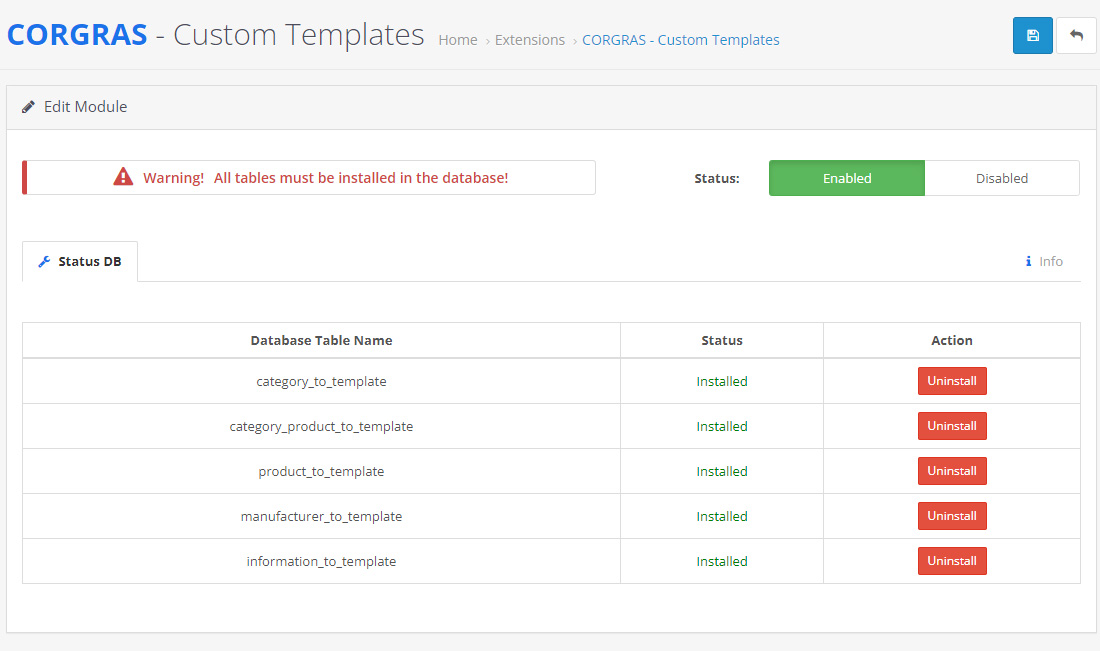 CORGRAS - Custom Templates Home › Extensions › CORGRAS - Custom Templates
Edit Module
Warning! All tables must be installed in the database! Status: Enabled Disabled
Status DB Info
Database Table Name Status Action
category_to_template Installed Uninstall
category_product_to_template Installed Uninstall
product_to_template Installed Uninstall
manufacturer_to_template Installed Uninstall
information_to_template Installed Uninstall